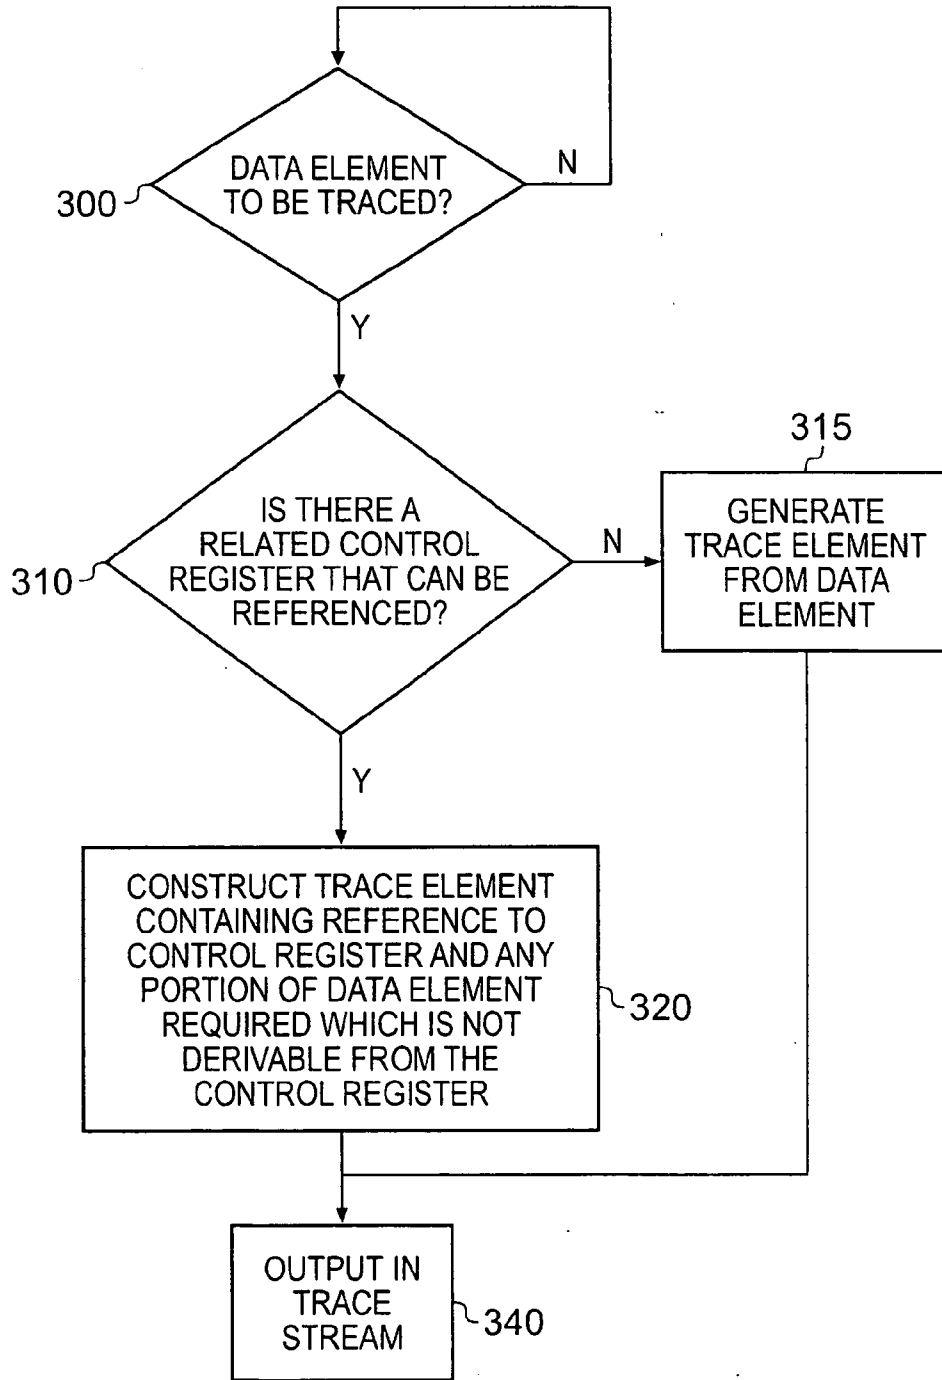 DATA ELEMENT
TO BE TRACED?
N
300
Y
315
IS THERE A
RELATED CONTROL
REGISTER THAT CAN BE
REFERENCED?
310
N
GENERATE
TRACE ELEMENT
FROM DATA
ELEMENT
Y
CONSTRUCT TRACE ELEMENT
CONTAINING REFERENCE TO
CONTROL REGISTER AND ANY
PORTION OF DATA ELEMENT
REQUIRED WHICH IS NOT
DERIVABLE FROM THE
CONTROL REGISTER
320
OUTPUT IN
TRACE
STREAM
340